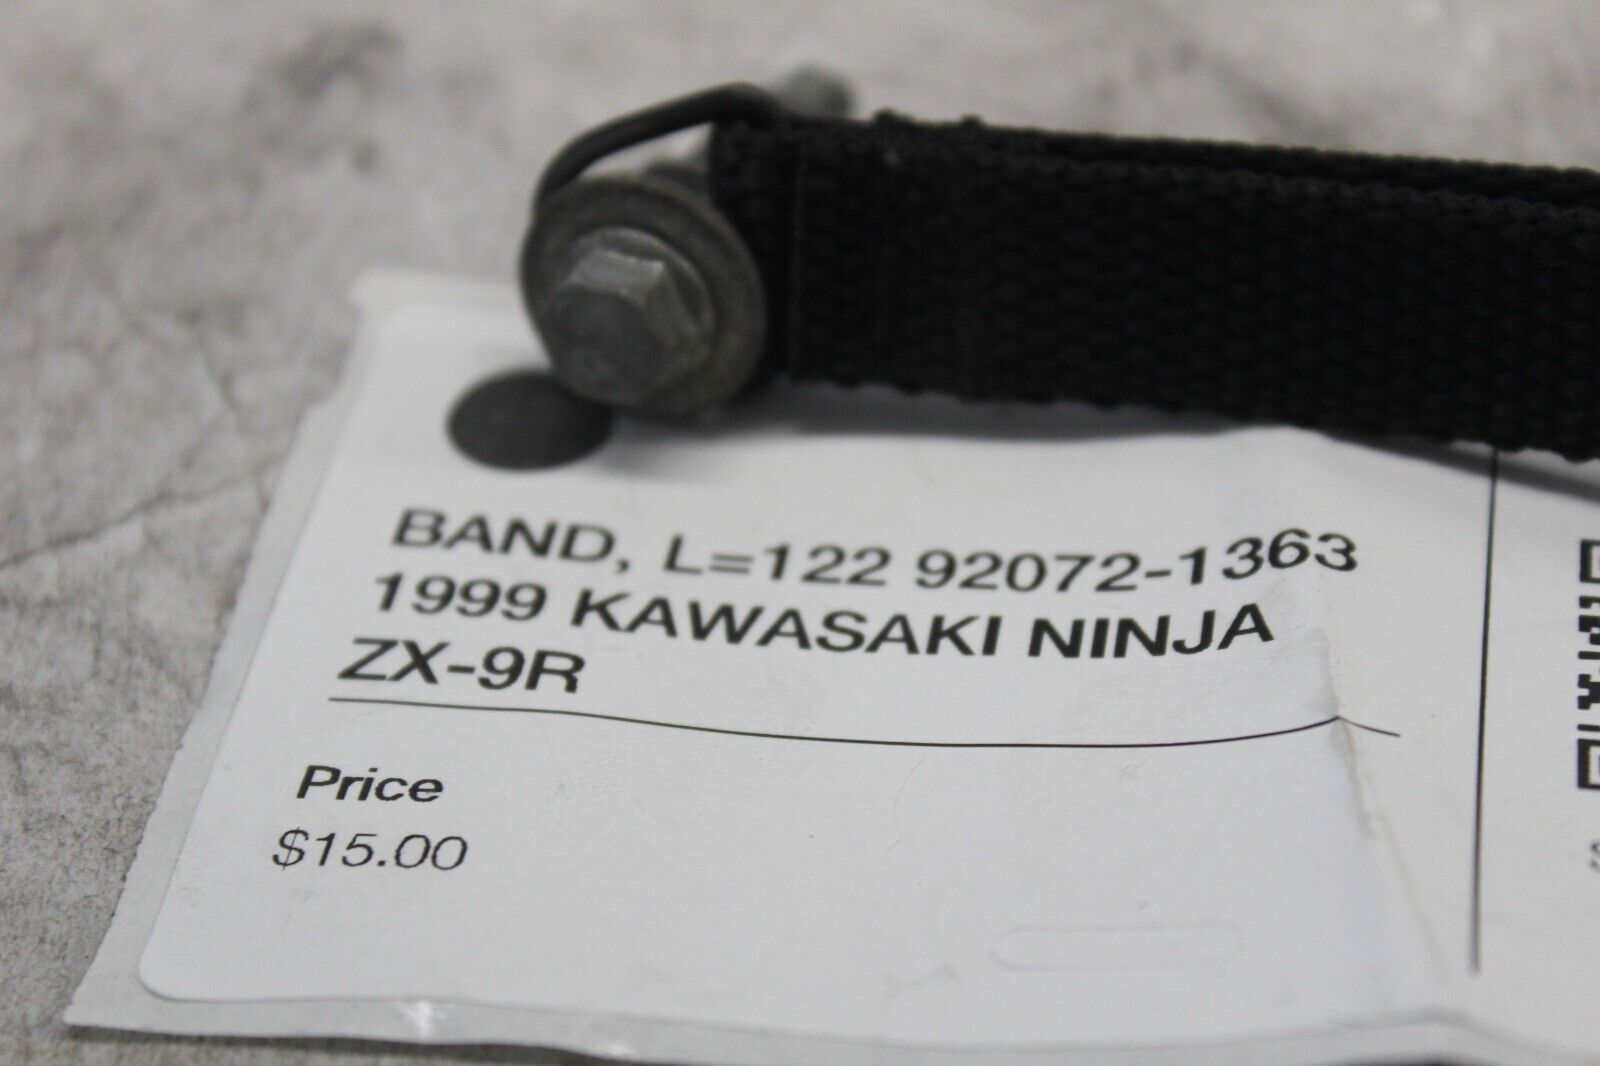 BAND, L=122 92072-1363
1999 KAWASAKI NINJA
ZX-9R
Price
$15.00